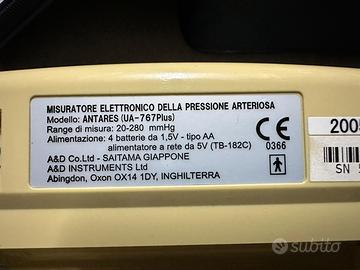 MISURATORE ELETTRONICO DELLA PRESSIONE ARTERIOSA
Modello: ANTARES (UA-767Plus)
Range di misura: 20-280 mmHg
Alimentazione: 4 batterie da 1,5V - tipo AA
alimentatore a rete da 5V (TB-182C)
A&D Co.Ltd - SAITAMA GIAPPONE
A&D INSTRUMENTS Ltd
Abingdon, Oxon OX14 1DY, INGHILTERRA
CE
0366
2005
SN 5
subito